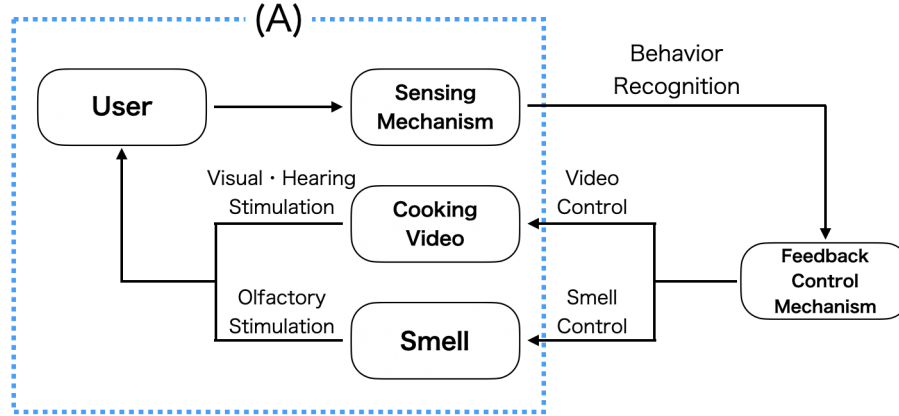 (A)
User
Sensing
Mechanism
Behavior
Recognition
Visual・Hearing
Stimulation
Cooking
Video
Video
Control
Feedback
Control
Mechanism
Olfactory
Stimulation
Smell
Smell
Control